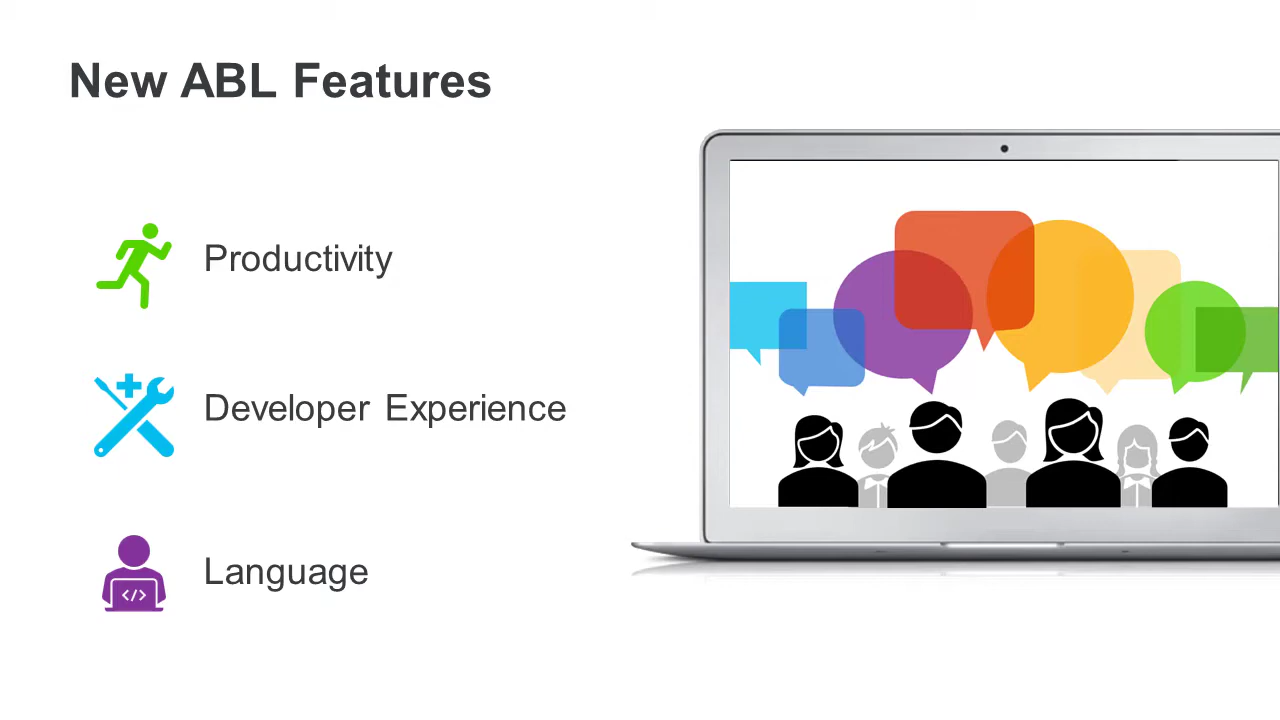 New ABL Features
Productivity
Developer Experience
</>
Language